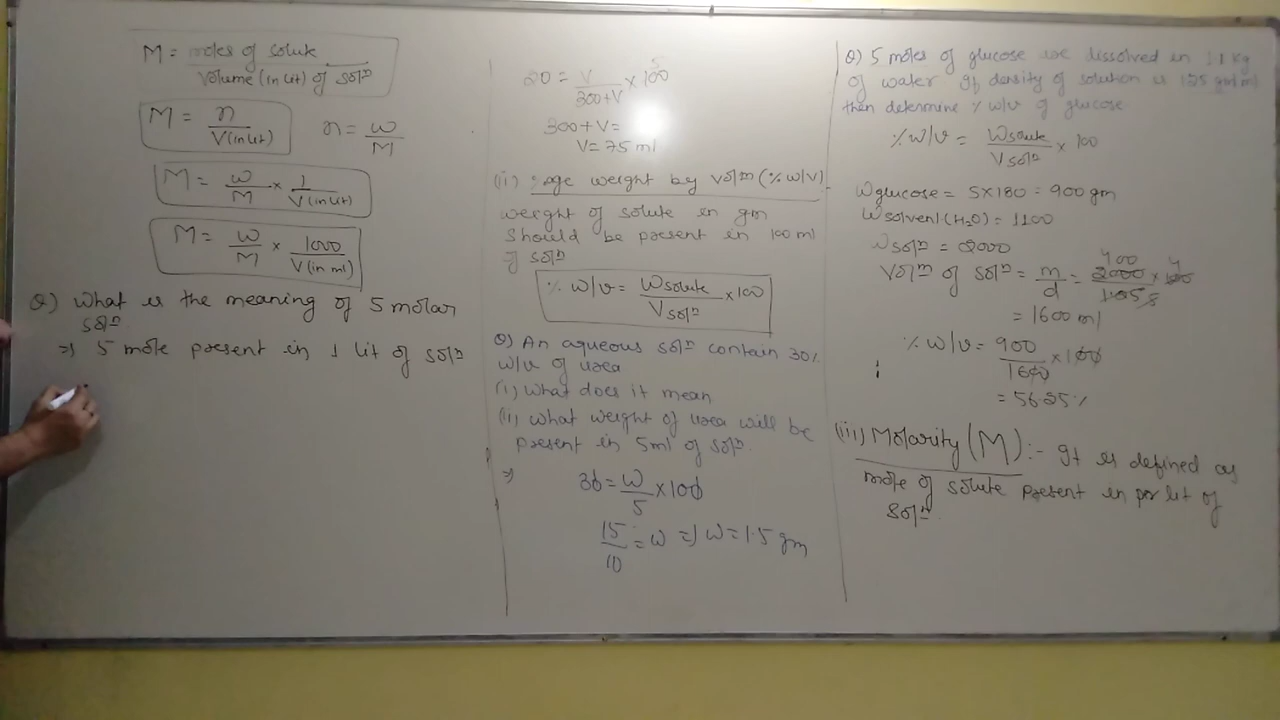 M = moles of solute
Volume (in lit) of solⁿ
M = n
V(in lit)
n = w
M
M = w/M × 1/V(in lit)
M = w/M × 1000/V(in ml)
Q) What is the meaning of 5 molar
solⁿ
⇒ 5 mole present in 1 lit of solⁿ
20 = V/300+V × 100 5
300+V=
V= 75 ml
(ii) %age weight by volᵐ (% w/v)
weight of solute in gm
should be present in 100 ml
of solⁿ
% w/v = Wsolute/Vsolⁿ × 100
Q) An aqueous solⁿ contain 30%
w/v of urea
(i) What does it mean
(ii) what weight of urea will be
present in 5ml of solⁿ.
⇒ 30 = w/5 × 100
15/10 = w ⇒ w = 1.5 gm
Q) 5 moles of glucose are dissolved in 1.1 kg
of water. If density of solution is 1.25 gm/ml
then determine % w/v of glucose
% w/v = Wsolute/Vsolⁿ × 100
Wglucose = 5×180 = 900 gm
Wsolvent (H₂O) = 1100
Wsolⁿ = 2000
400 4
Volᵐ of solⁿ = m/d = 2000/125 5 × 100
= 1600 ml
% w/v = 900/1600 × 100
= 56.25%
(iii) Molarity (M) :- It is defined as
mole of solute present in per lit of
solⁿ.